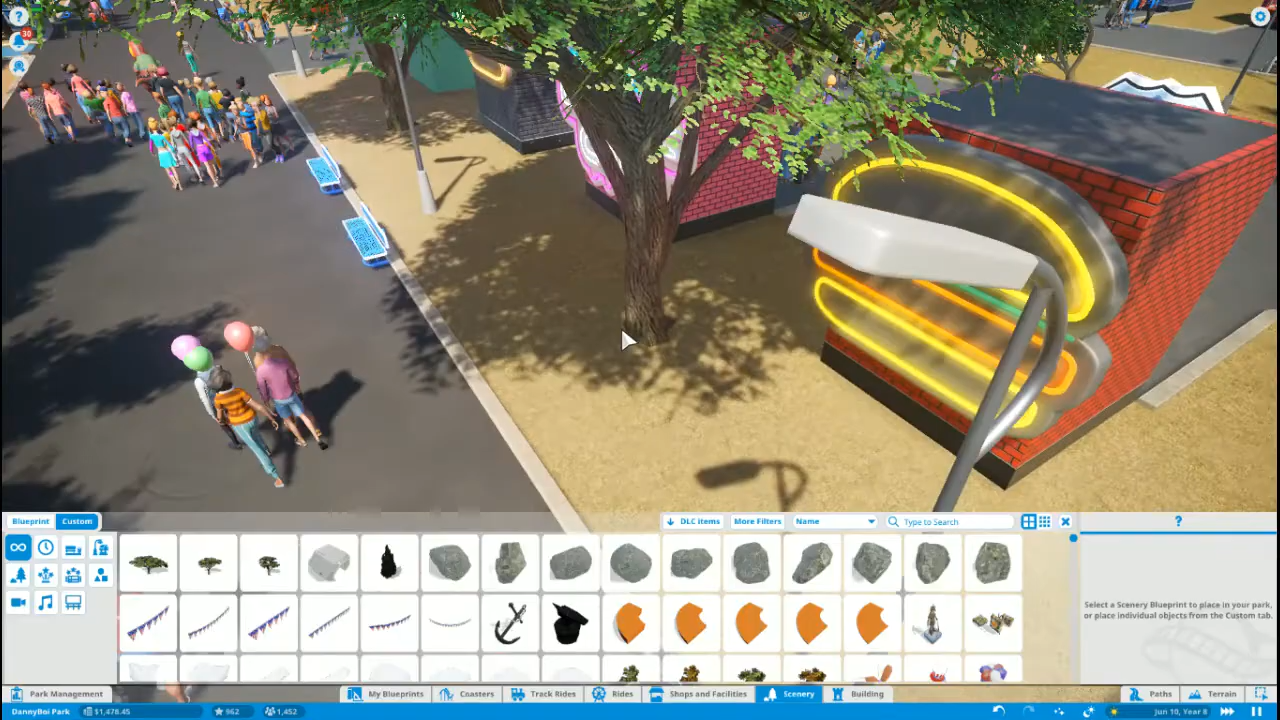 ?
30
Blueprint Custom
DLC items More Filters Name Type to Search
?
Select a Scenery Blueprint to place in your park,
or place individual objects from the Custom tab.
Park Management My Blueprints Coasters Track Rides Rides Shops and Facilities Scenery Building Paths Terrain
DannyBoi Park $1,478.45 962 1,452 Jun 10, Year 8